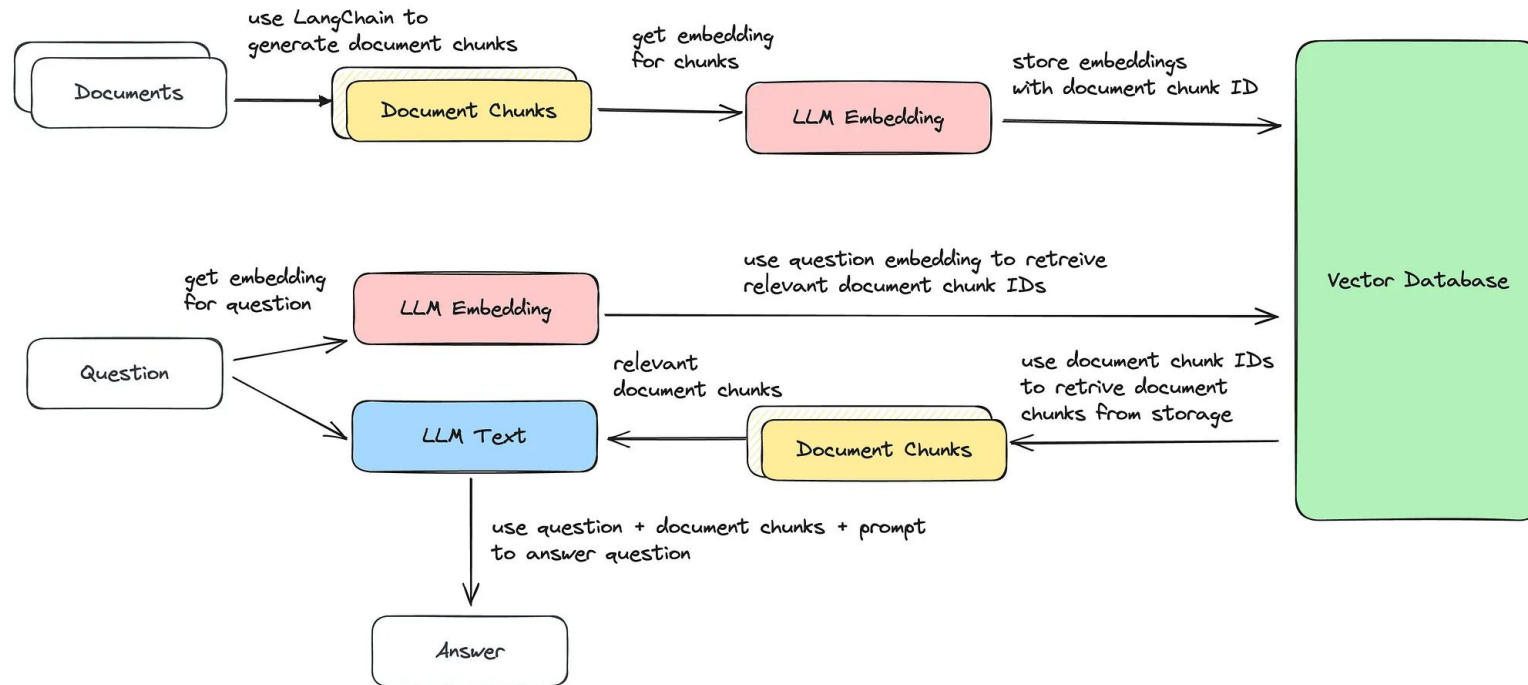 use LangChain to
generate document chunks
get embedding
for chunks
store embeddings
with document chunk ID
Documents
Document Chunks
LLM Embedding
Vector Database
get embedding
for question
use question embedding to retreive
relevant document chunk IDs
LLM Embedding
Question
relevant
document chunks
use document chunk IDs
to retrive document
chunks from storage
LLM Text
Document Chunks
use question + document chunks + prompt
to answer question
Answer